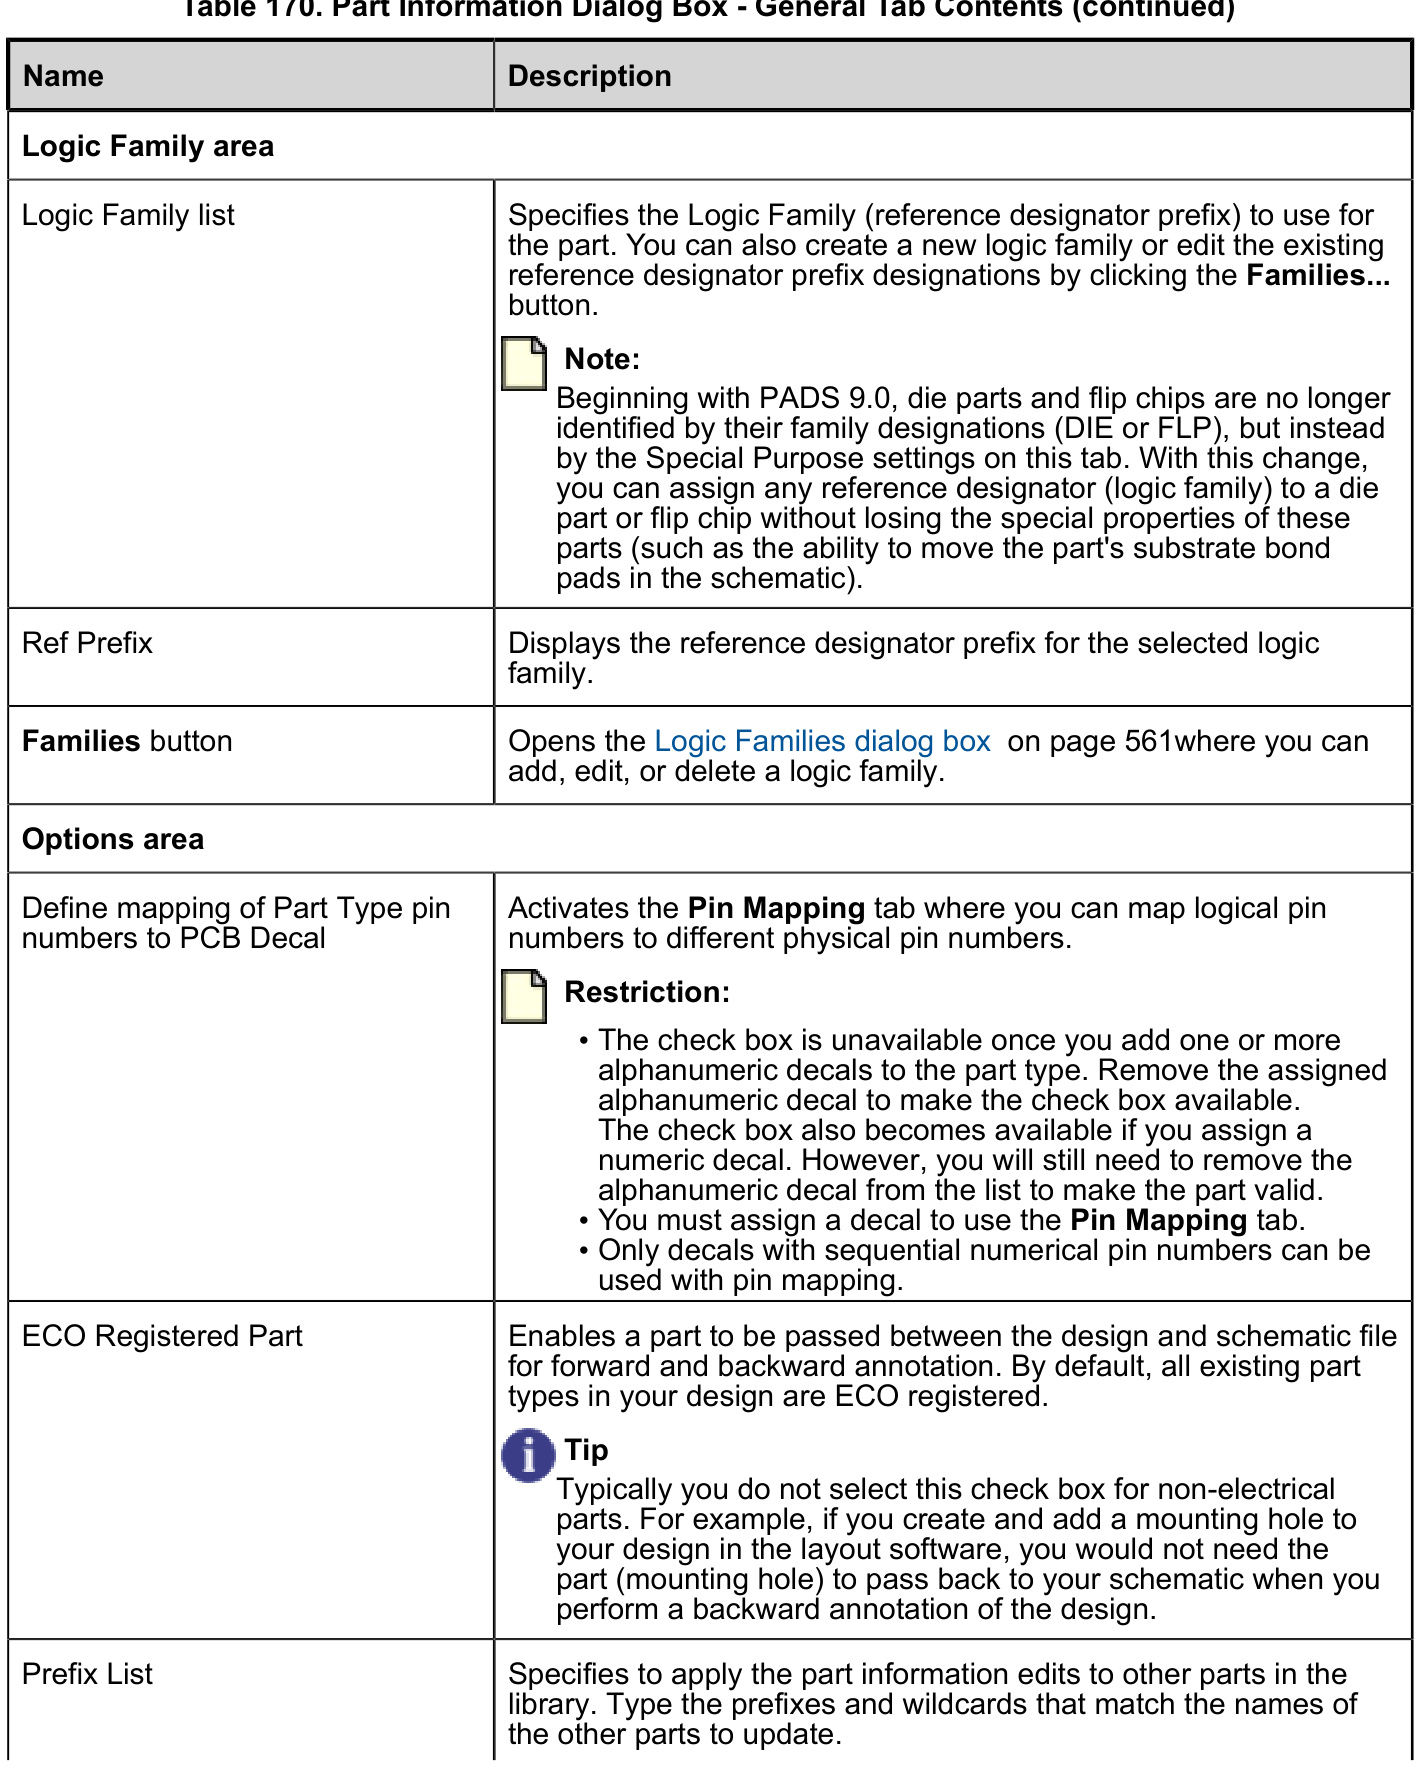 Table 170. Part Information Dialog Box - General Tab Contents (continued)
Name
Description
Logic Family area
Logic Family list
Specifies the Logic Family (reference designator prefix) to use for
the part. You can also create a new logic family or edit the existing
reference designator prefix designations by clicking the Families...
button.
Note:
Beginning with PADS 9.0, die parts and flip chips are no longer
identified by their family designations (DIE or FLP), but instead
by the Special Purpose settings on this tab. With this change,
you can assign any reference designator (logic family) to a die
part or flip chip without losing the special properties of these
parts (such as the ability to move the part's substrate bond
pads in the schematic).
Ref Prefix
Displays the reference designator prefix for the selected logic
family.
Families button
Opens the Logic Families dialog box  on page 561where you can
add, edit, or delete a logic family.
Options area
Define mapping of Part Type pin
numbers to PCB Decal
Activates the Pin Mapping tab where you can map logical pin
numbers to different physical pin numbers.
Restriction:
• The check box is unavailable once you add one or more
alphanumeric decals to the part type. Remove the assigned
alphanumeric decal to make the check box available.
The check box also becomes available if you assign a
numeric decal. However, you will still need to remove the
alphanumeric decal from the list to make the part valid.
• You must assign a decal to use the Pin Mapping tab.
• Only decals with sequential numerical pin numbers can be
used with pin mapping.
ECO Registered Part
Enables a part to be passed between the design and schematic file
for forward and backward annotation. By default, all existing part
types in your design are ECO registered.
Tip
Typically you do not select this check box for non-electrical
parts. For example, if you create and add a mounting hole to
your design in the layout software, you would not need the
part (mounting hole) to pass back to your schematic when you
perform a backward annotation of the design.
Prefix List
Specifies to apply the part information edits to other parts in the
library. Type the prefixes and wildcards that match the names of
the other parts to update.